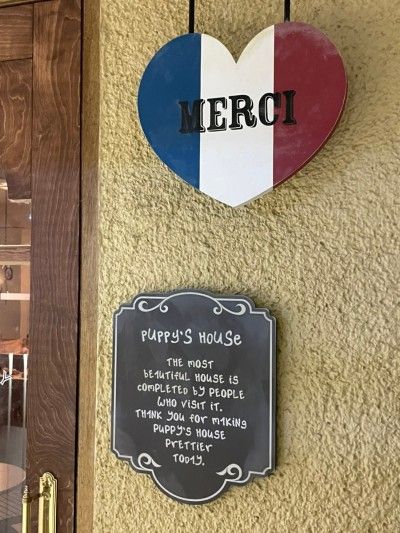 MERCI
PUPPY'S HOUSE
THE MOST
BEAUTIFUL HOUSE IS
COMPLETED BY PEOPLE
WHO VISIT IT.
THANK YOU FOR MAKING
PUPPY'S HOUSE
PRETTIER
TODAY.